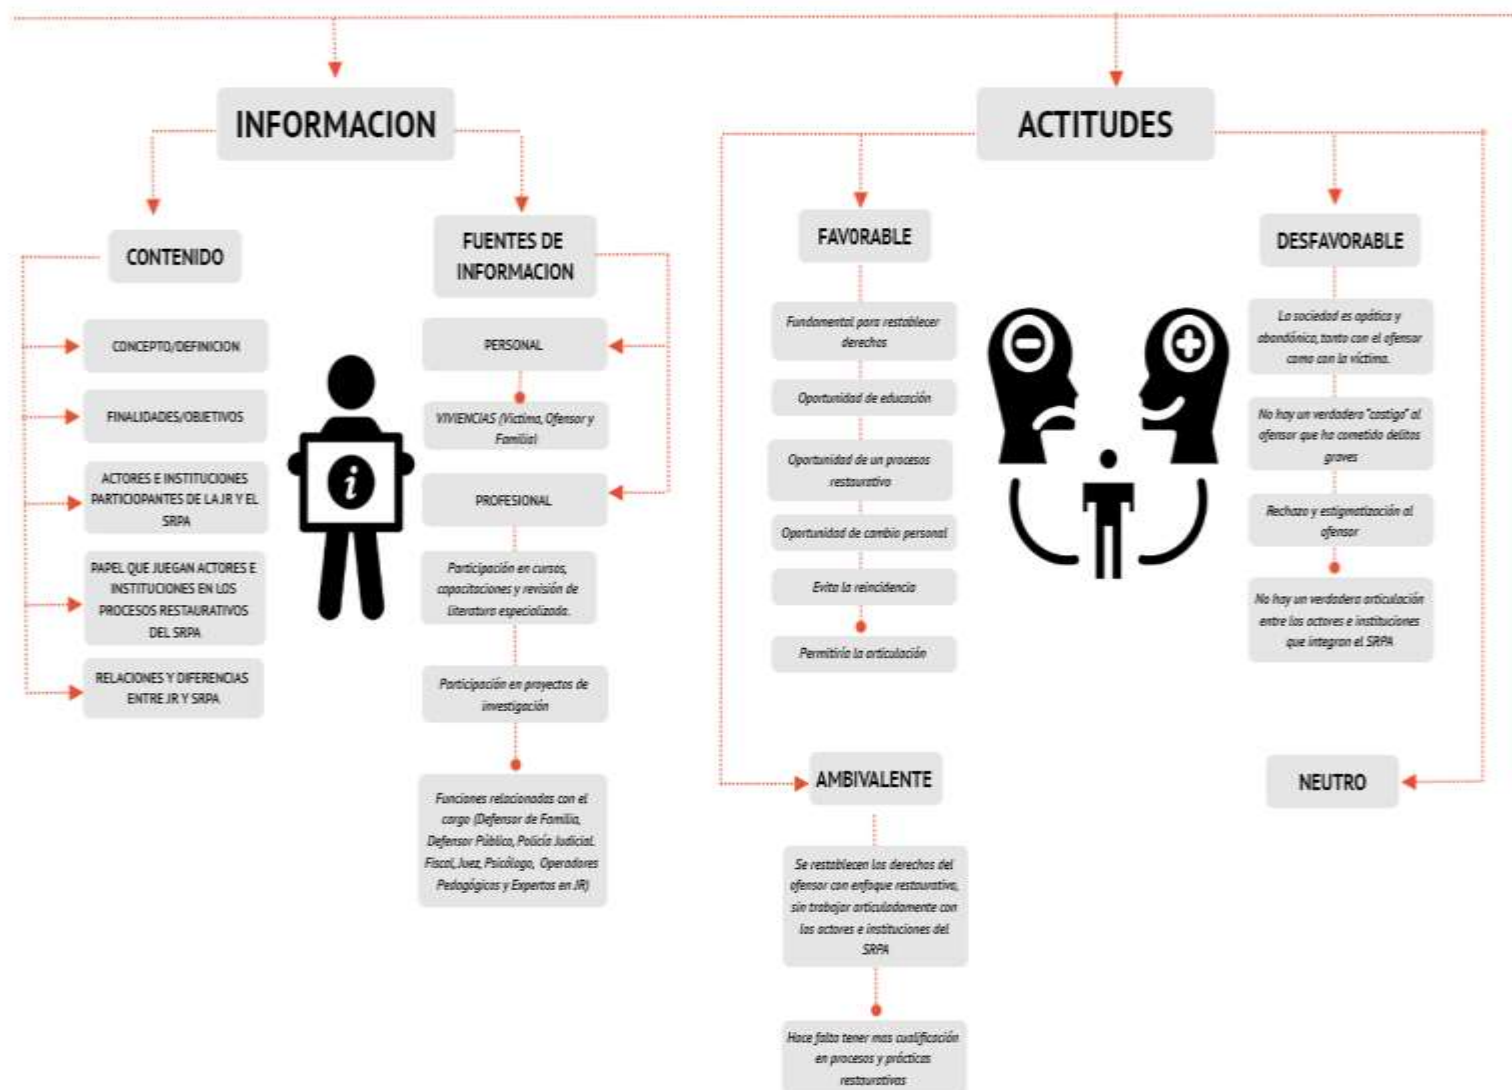 INFORMACION
CONTENIDO
CONCEPTO/DEFINICION
FINALIDADES/OBJETIVOS
ACTORES E INSTITUCIONES
PARTICIOPANTES DE LA JR Y EL
SRPA
PAPEL QUE JUEGAN ACTORES E
INSTITUCIONES EN LOS
PROCESOS RESTAURATIVOS
DEL SRPA
RELACIONES Y DIFERENCIAS
ENTRE JR Y SRPA
i
FUENTES DE
INFORMACION
PERSONAL
VIVIENCIAS (Victima, Ofensor y
Familia)
PROFESIONAL
Participación en cursos,
capacitaciones y revisión de
literatura especializada.
Participación en proyectos de
investigación
Funciones relacionadas con el
cargo (Defensor de Familia,
Defensor Público, Policía Judicial.
Fiscal, Juez, Psicólogo, Operadores
Pedagógicos y Expertos en JR)
ACTITUDES
FAVORABLE
Fundamental para restablecer
derechos
Oportunidad de educación
Oportunidad de un procesos
restaurativo
Oportunidad de cambio personal
Evita la reincidencia
Permitiría la articulación
DESFAVORABLE
La sociedad es apática y
abandónica, tanto con el ofensor
como con la víctima.
No hay un verdadero "castigo" al
ofensor que ha cometido delitos
graves
Rechazo y estigmatización al
ofensor
No hay un verdadera articulación
entre los actores e instituciones
que integran el SRPA
AMBIVALENTE
Se restablecen los derechos del
ofensor con enfoque restaurativo,
sin trabajar articuladamente con
los actores e instituciones del
SRPA
Hace falta tener mas cualificación
en procesos y prácticas
restaurativas
NEUTRO